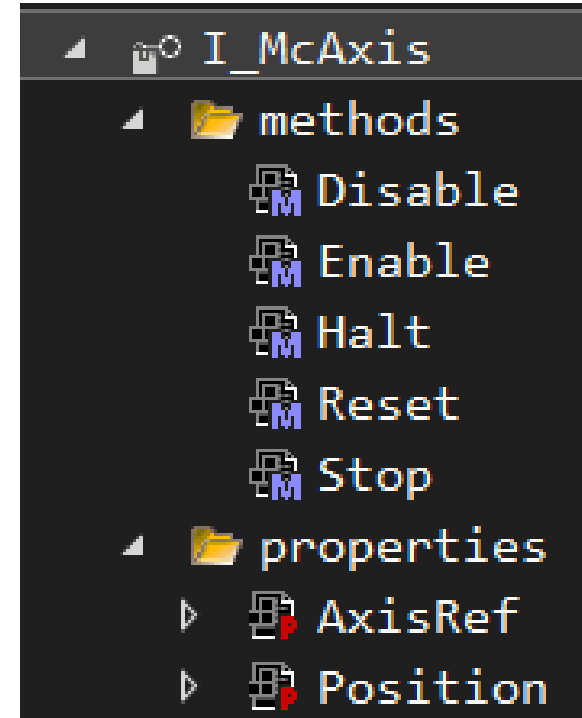 I_McAxis
methods
Disable
Enable
Halt
Reset
Stop
properties
AxisRef
Position